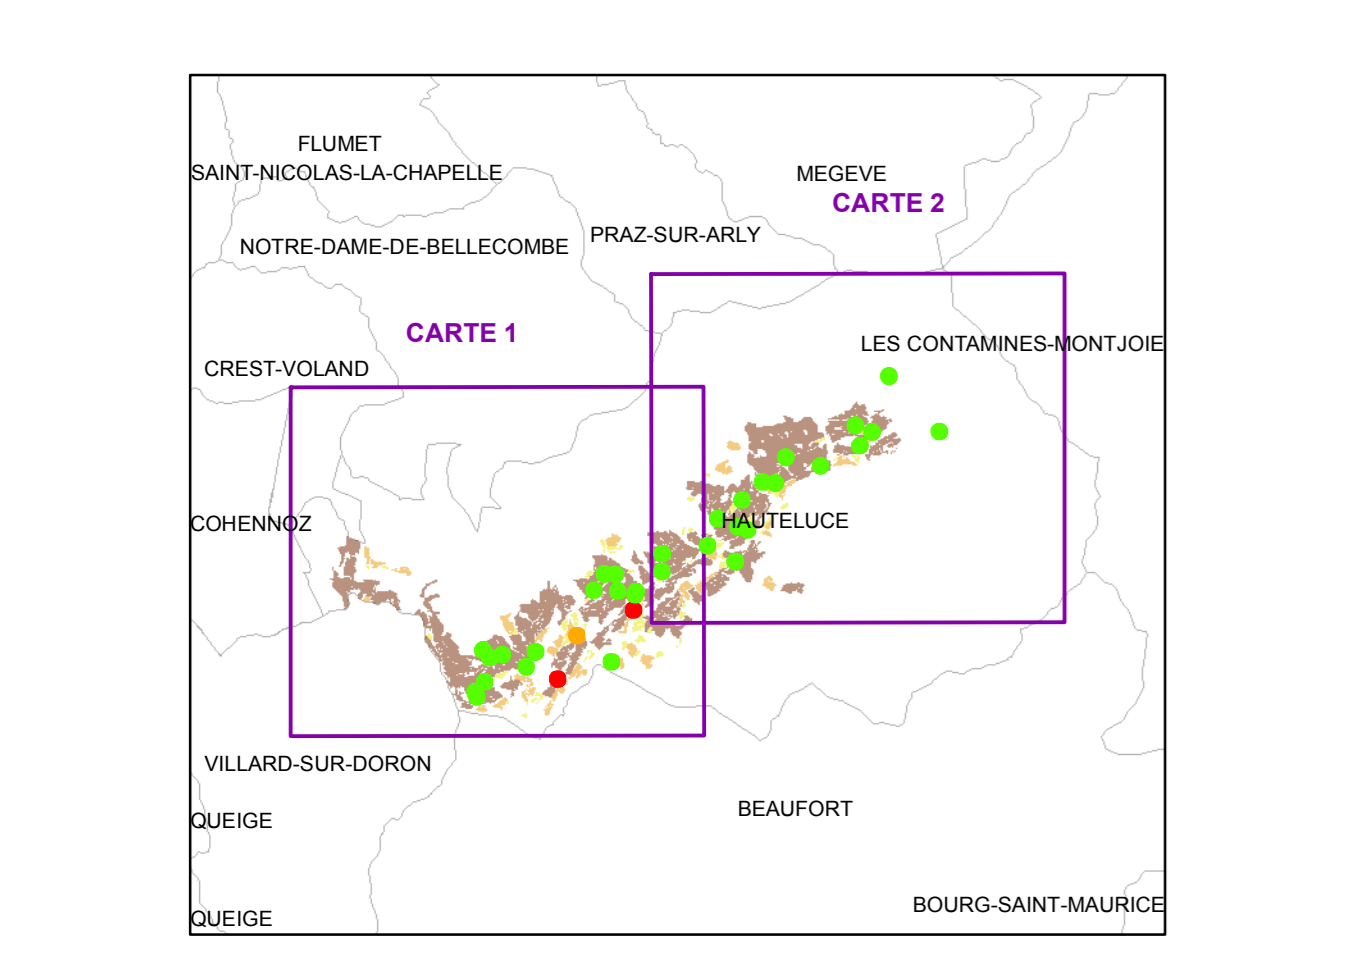 FLUMET
SAINT-NICOLAS-LA-CHAPELLE
MEGEVE
CARTE 2
PRAZ-SUR-ARLY
NOTRE-DAME-DE-BELLECOMBE
CARTE 1
LES CONTAMINES-MONTJOIE
CREST-VOLAND
COHENNOZ
HAUTELUCE
VILLARD-SUR-DORON
BEAUFORT
QUEIGE
BOURG-SAINT-MAURICE
QUEIGE